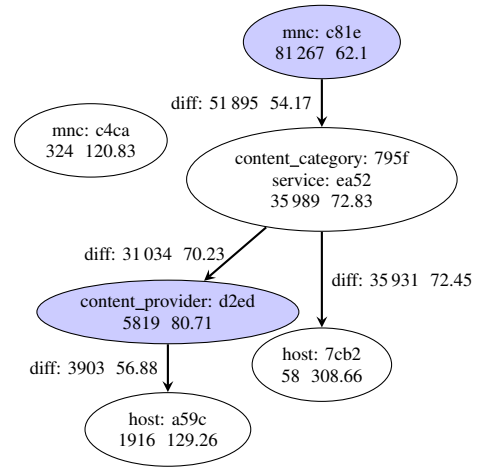 mnc: c81e
81 267 62.1
diff: 51 895 54.17
mnc: c4ca
324 120.83
content_category: 795f
service: ea52
35 989 72.83
diff: 31 034 70.23
diff: 35 931 72.45
content_provider: d2ed
5819 80.71
host: 7cb2
58 308.66
diff: 3903 56.88
host: a59c
1916 129.26